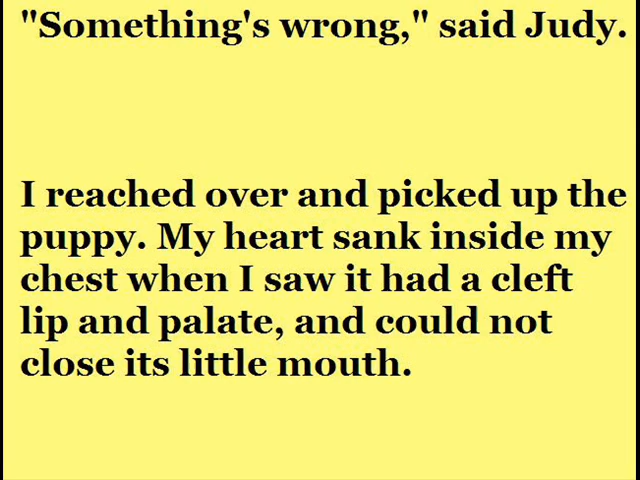 "Something's wrong," said Judy.
I reached over and picked up the
puppy. My heart sank inside my
chest when I saw it had a cleft
lip and palate, and could not
close its little mouth.